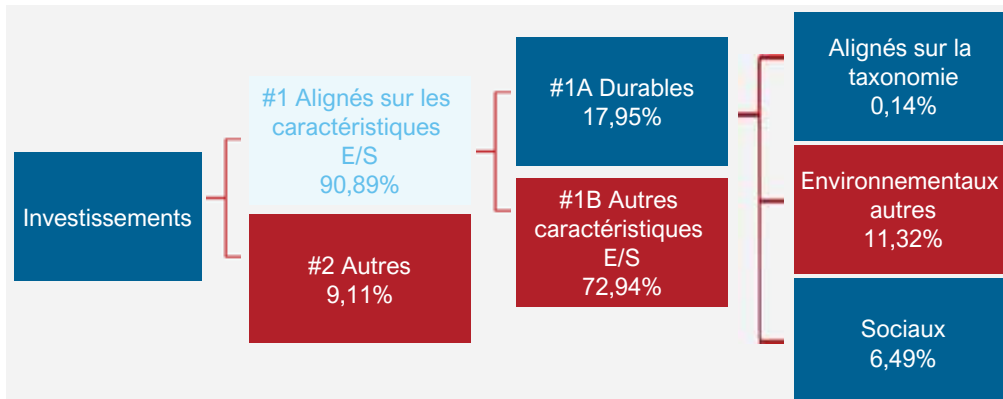 Investissements
#1 Alignés sur les
caractéristiques
E/S
90,89%
#2 Autres
9,11%
#1A Durables
17,95%
#1B Autres
caractéristiques
E/S
72,94%
Alignés sur la
taxonomie
0,14%
Environnementaux
autres
11,32%
Sociaux
6,49%